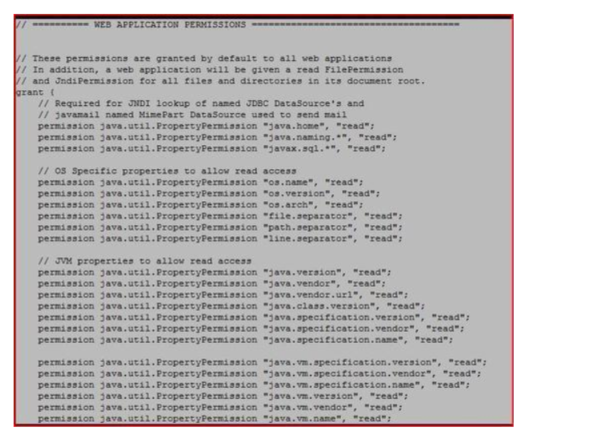 // ========== WEB APPLICATION PERMISSIONS =====================================
// These permissions are granted by default to all web applications
// In addition, a web application will be given a read FilePermission
// and JndiPermission for all files and directories in its document root.
grant {
// Required for JNDI lookup of named JDBC DataSource's and
// javamail named MimePart DataSource used to send mail
permission java.util.PropertyPermission "java.home", "read";
permission java.util.PropertyPermission "java.naming.*", "read";
permission java.util.PropertyPermission "javax.sql.*", "read";
// OS Specific properties to allow read access
permission java.util.PropertyPermission "os.name", "read";
permission java.util.PropertyPermission "os.version", "read";
permission java.util.PropertyPermission "os.arch", "read";
permission java.util.PropertyPermission "file.separator", "read";
permission java.util.PropertyPermission "path.separator", "read";
permission java.util.PropertyPermission "line.separator", "read";
// JVM properties to allow read access
permission java.util.PropertyPermission "java.version", "read";
permission java.util.PropertyPermission "java.vendor", "read";
permission java.util.PropertyPermission "java.vendor.url", "read";
permission java.util.PropertyPermission "java.class.version", "read";
permission java.util.PropertyPermission "java.specification.version", "read";
permission java.util.PropertyPermission "java.specification.vendor", "read";
permission java.util.PropertyPermission "java.specification.name", "read";
permission java.util.PropertyPermission "java.vm.specification.version", "read";
permission java.util.PropertyPermission "java.vm.specification.vendor", "read";
permission java.util.PropertyPermission "java.vm.specification.name", "read";
permission java.util.PropertyPermission "java.vm.version", "read";
permission java.util.PropertyPermission "java.vm.vendor", "read";
permission java.util.PropertyPermission "java.vm.name", "read";